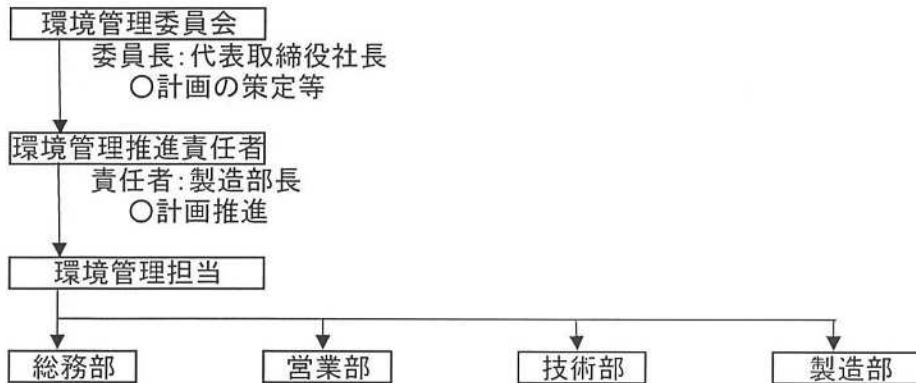 環境管理委員会
委員長:代表取締役社長
○計画の策定等
環境管理推進責任者
責任者:製造部長
○計画推進
環境管理担当
総務部 営業部 技術部 製造部